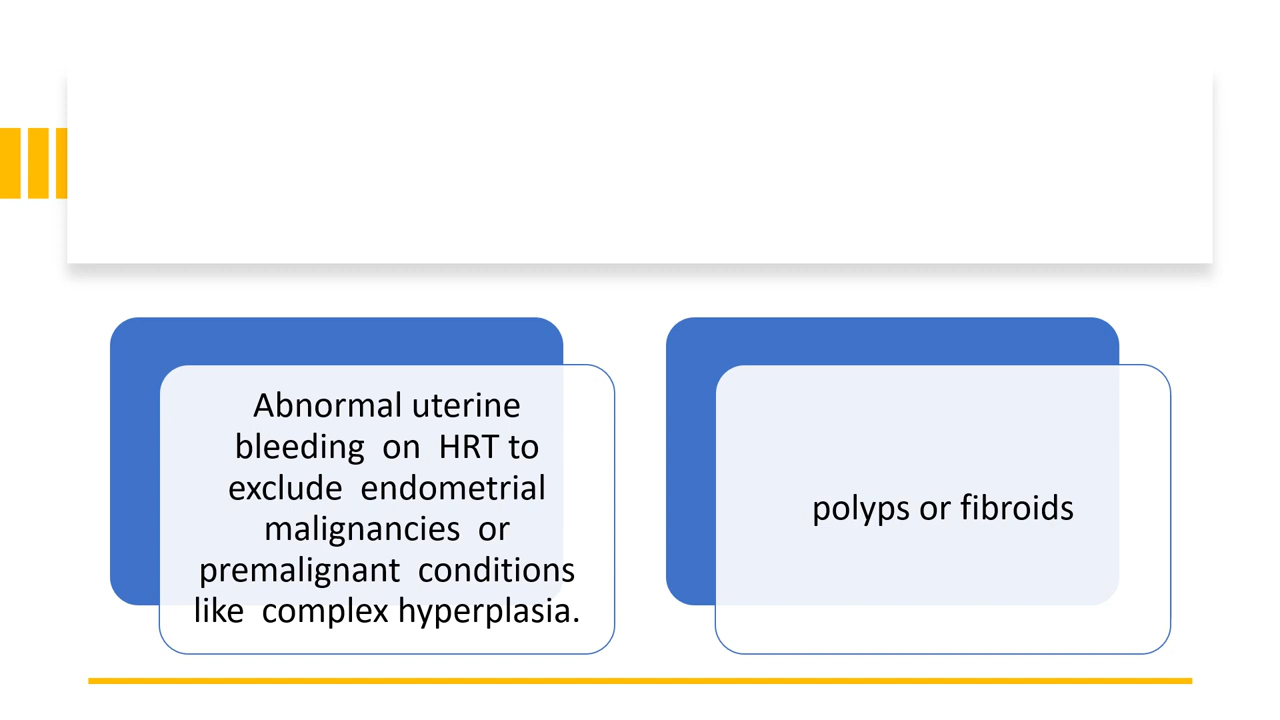 Abnormal uterine
bleeding on HRT to
exclude endometrial
malignancies or
premalignant conditions
like complex hyperplasia.
polyps or fibroids